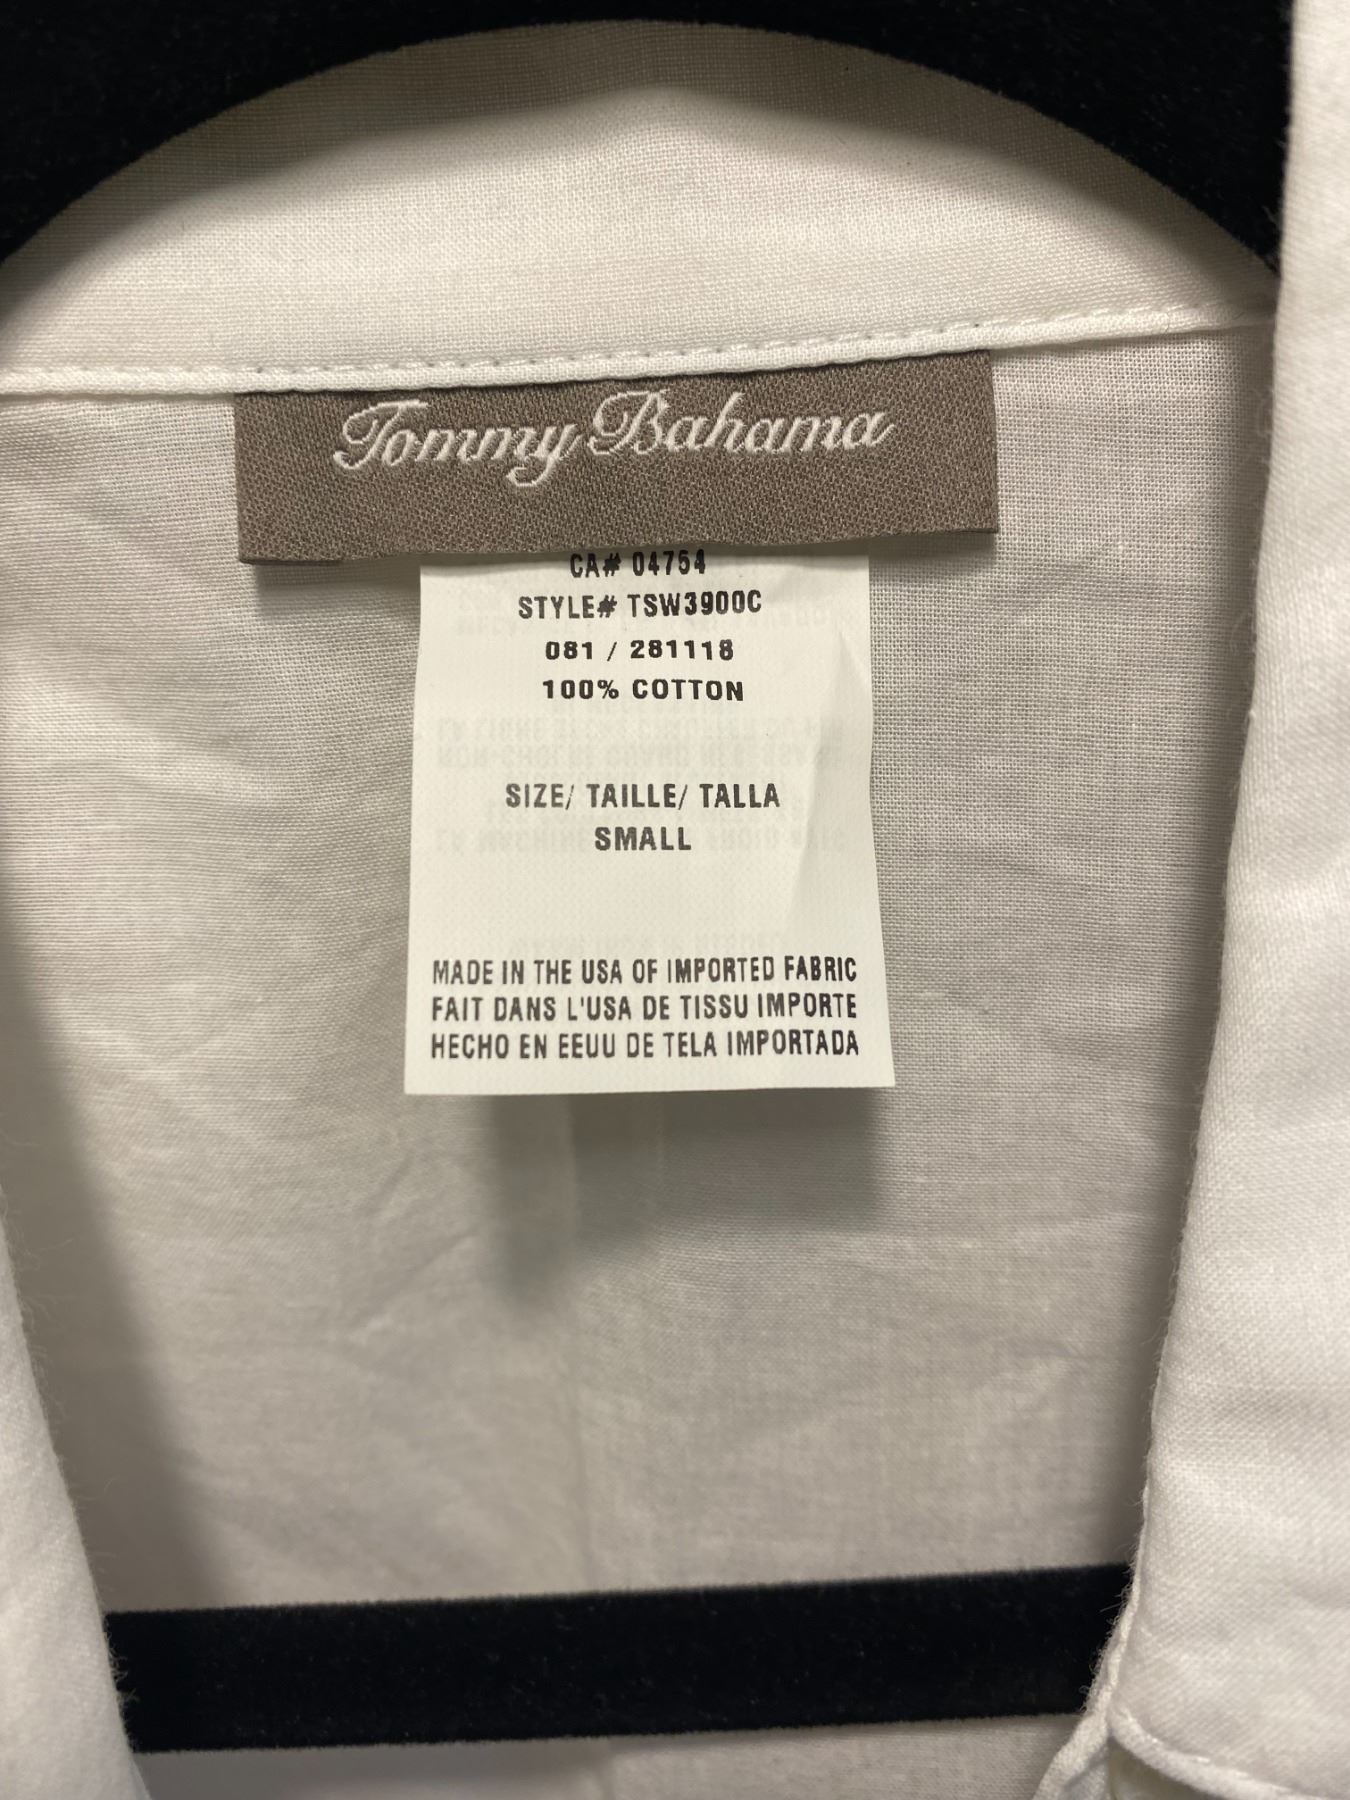 Tommy Bahama
CA# 04754
STYLE# TSW3900C
081 / 281118
100% COTTON
SIZE/ TAILLE/ TALLA
SMALL
MADE IN THE USA OF IMPORTED FABRIC
FAIT DANS L'USA DE TISSU IMPORTE
HECHO EN EEUU DE TELA IMPORTADA